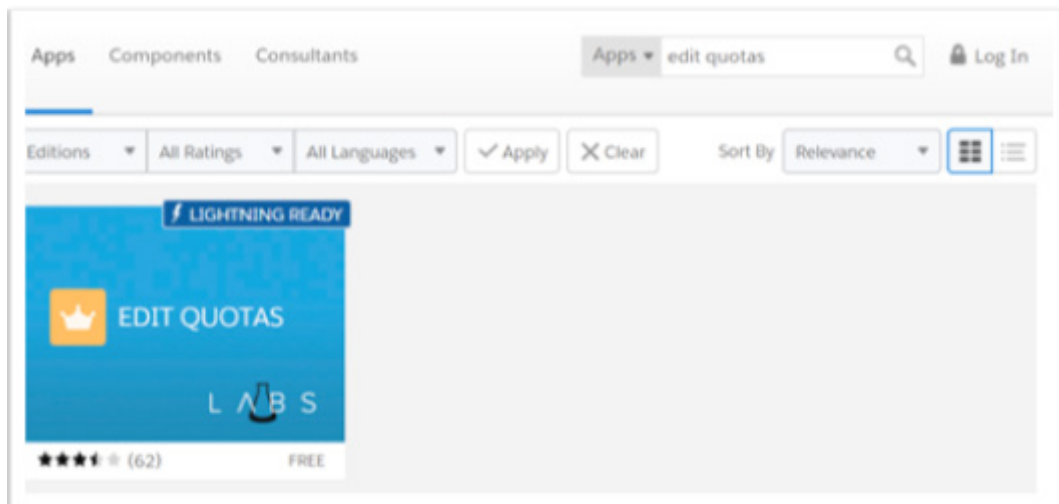 Apps Components Consultants Apps edit quotas Log In
Editions All Ratings All Languages Apply Clear Sort By Relevance
LIGHTNING READY
EDIT QUOTAS
LABS
(62) FREE